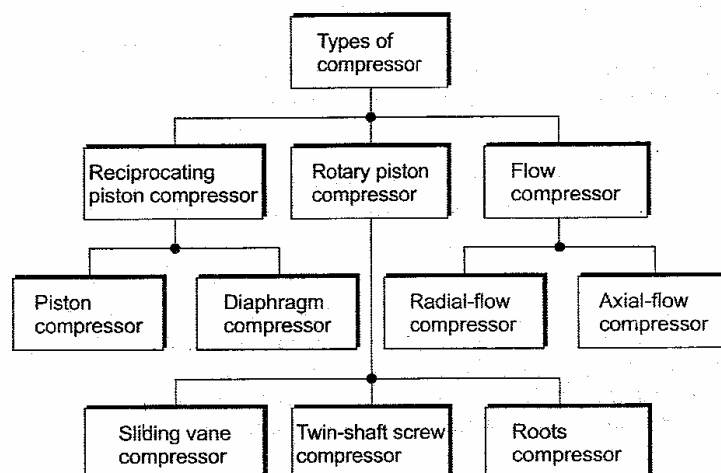 Types of
compressor
Reciprocating
piston compressor
Rotary piston
compressor
Flow
compressor
Piston
compressor
Diaphragm
compressor
Radial-flow
compressor
Axial-flow
compressor
Sliding vane
compressor
Twin-shaft screw
compressor
Roots
compressor